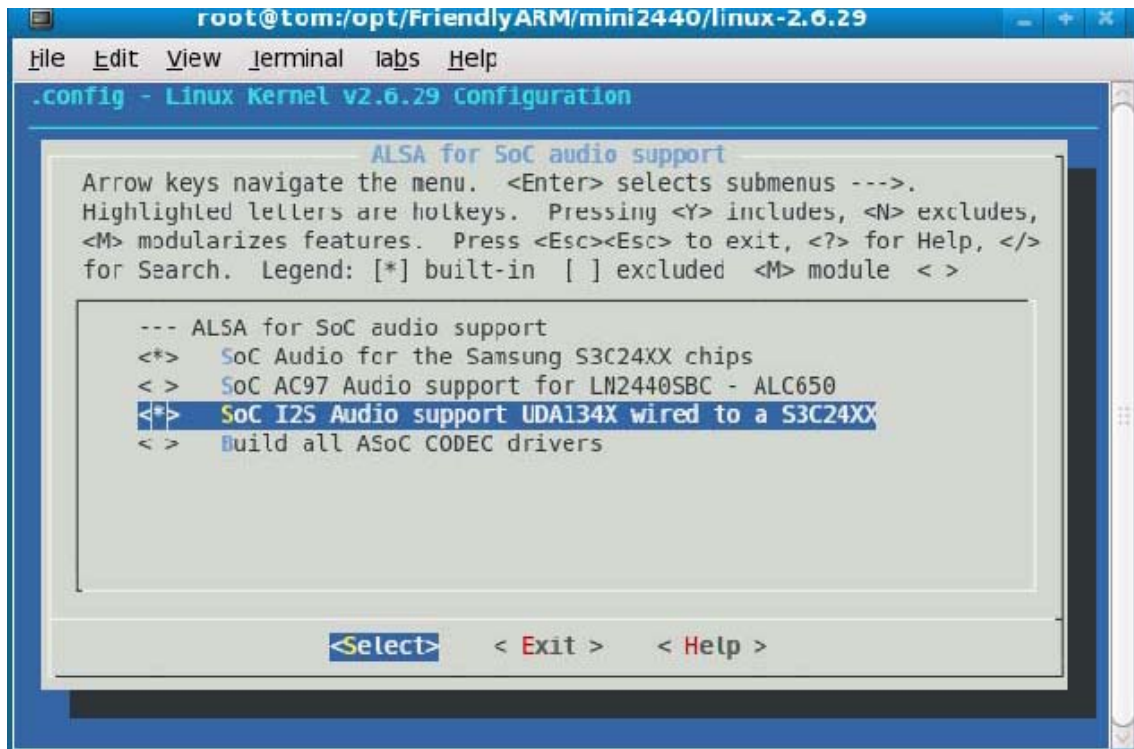 root@tom:/opt/FriendlyARM/mini2440/linux-2.6.29
File Edit View Terminal Tabs Help
.config - Linux Kernel v2.6.29 Configuration
ALSA for SoC audio support
Arrow keys navigate the menu. <Enter> selects submenus --->.
Highlighted letters are hotkeys. Pressing <Y> includes, <N> excludes,
<M> modularizes features. Press <Esc><Esc> to exit, <?> for Help, </>
for Search. Legend: [*] built-in [ ] excluded <M> module < >
--- ALSA for SoC audio support
<*> SoC Audio for the Samsung S3C24XX chips
< > SoC AC97 Audio support for LN2440SBC - ALC650
<*> SoC I2S Audio support UDA134X wired to a S3C24XX
< > Build all ASoC CODEC drivers
<Select> < Exit > < Help >